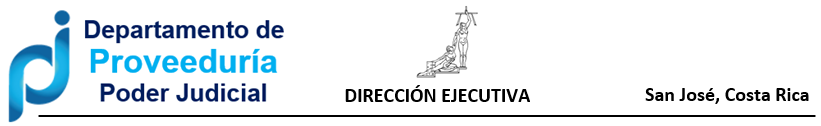 Departamento de
Proveeduría
Poder Judicial
DIRECCIÓN EJECUTIVA
San José, Costa Rica